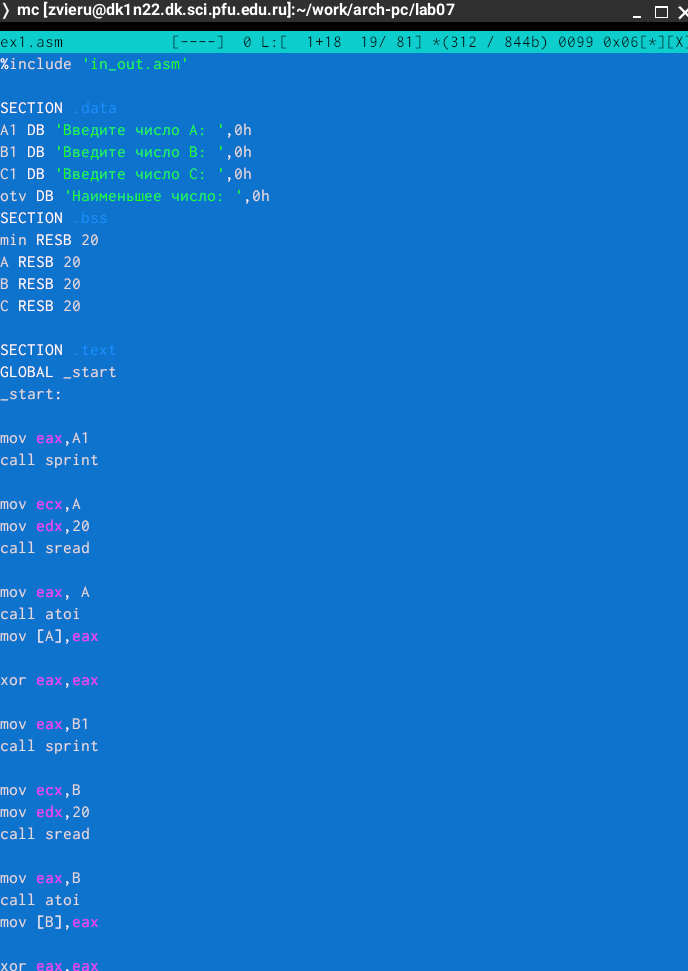 ⟩ mc [zvieru@dk1n22.dk.sci.pfu.edu.ru]:~/work/arch-pc/lab07
ex1.asm [----] 0 L:[ 1+18 19/ 81] *(312 / 844b) 0099 0x06[*][X]
%include 'in_out.asm'
SECTION .data
A1 DB 'Введите число A: ',0h
B1 DB 'Введите число B: ',0h
C1 DB 'Введите число C: ',0h
otv DB 'Наименьшее число: ',0h
SECTION .bss
min RESB 20
A RESB 20
B RESB 20
C RESB 20
SECTION .text
GLOBAL _start
_start:
mov eax,A1
call sprint
mov ecx,A
mov edx,20
call sread
mov eax, A
call atoi
mov [A],eax
xor eax,eax
mov eax,B1
call sprint
mov ecx,B
mov edx,20
call sread
mov eax,B
call atoi
mov [B],eax
xor eax,eax